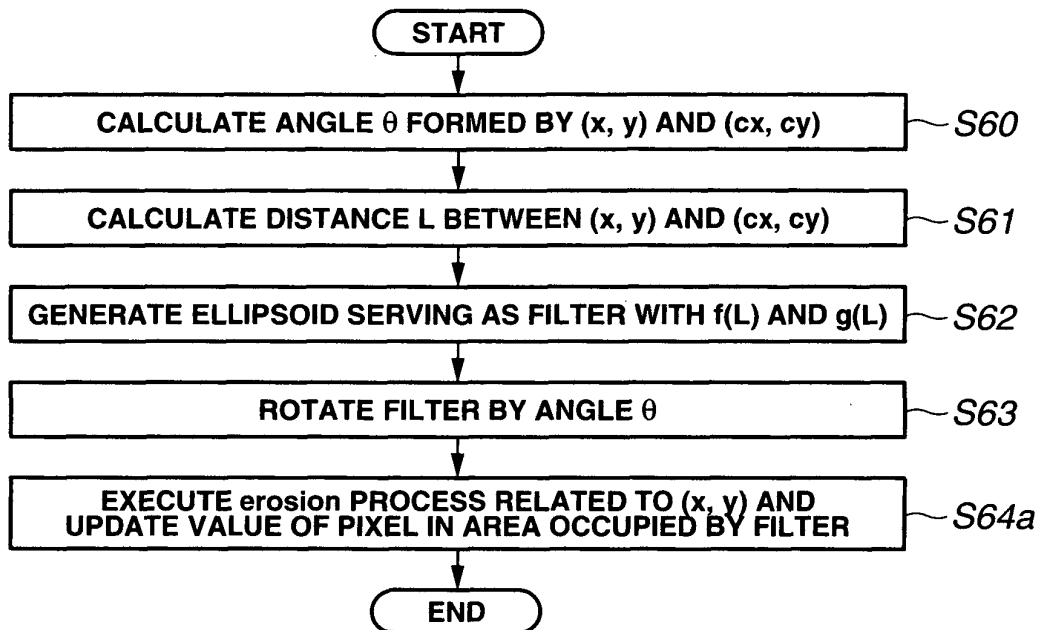 START
CALCULATE ANGLE θ FORMED BY (x, y) AND (cx, cy)
S60
CALCULATE DISTANCE L BETWEEN (x, y) AND (cx, cy)
S61
GENERATE ELLIPSOID SERVING AS FILTER WITH f(L) AND g(L)
S62
ROTATE FILTER BY ANGLE θ
S63
EXECUTE erosion PROCESS RELATED TO (x, y) AND
UPDATE VALUE OF PIXEL IN AREA OCCUPIED BY FILTER
S64a
END